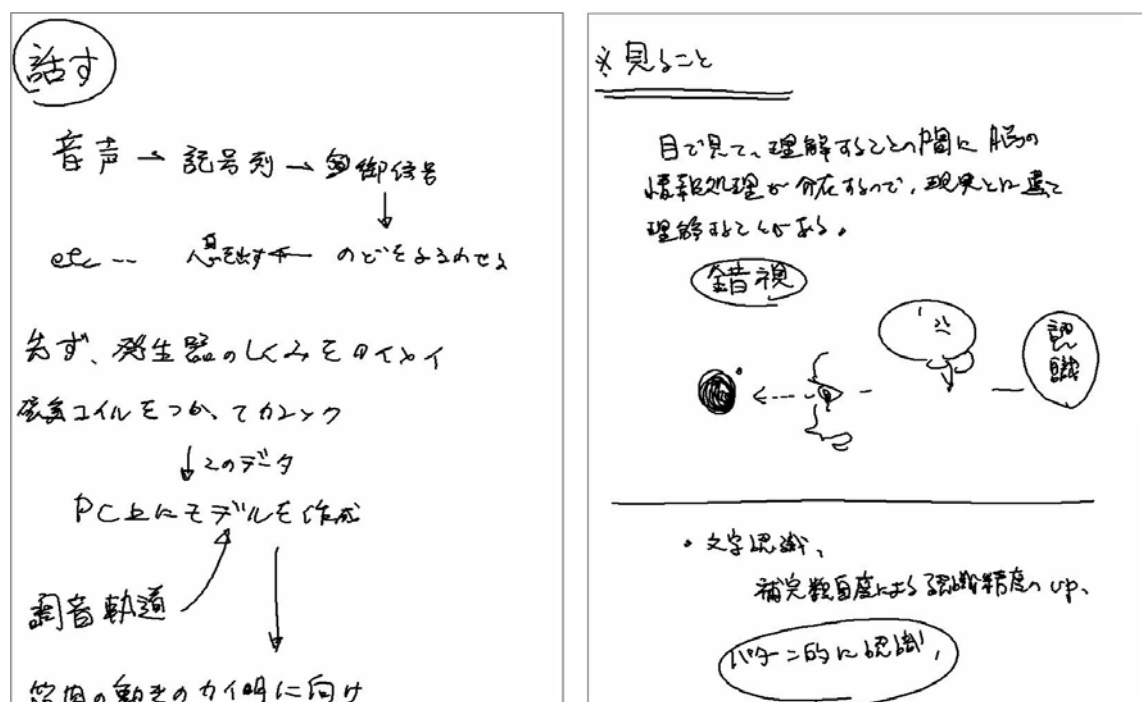 話す
音声 → 記号列 → 制御信号
↓
etc … 息を出す ← のどをふるわせる
先ず、発生器のしくみをカイメイ
磁気コイルをつかってカンソク
↓ このデータ
PC上にモデルを作成
調音軌道
筋肉の動きのカイ明に向け
※見ること
目で見て、理解することの間に脳の
情報処理が介在するので、現実とは違って
理解することがある。
錯視
認識
・文字認識、
補完類自度による認識精度のup、
パターン的に認識、